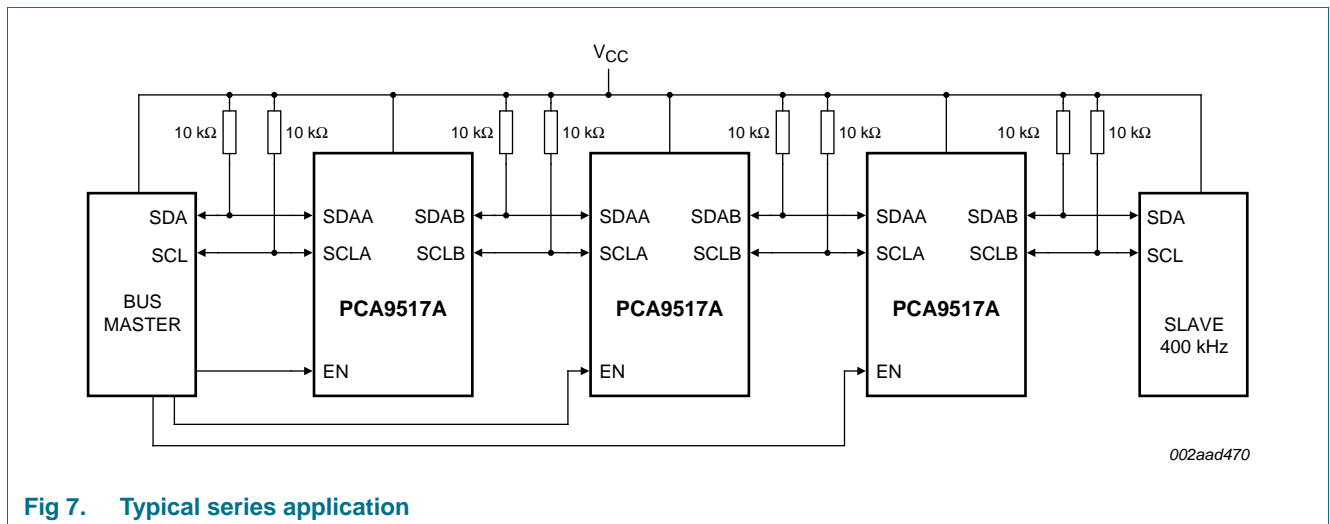 VCC
10 kΩ 10 kΩ 10 kΩ 10 kΩ 10 kΩ 10 kΩ 10 kΩ 10 kΩ
SDA SDAA SDAB SDAA SDAB SDAA SDAB SDA
SCL SCLA SCLB SCLA SCLB SCLA SCLB SCL
BUS
MASTER
PCA9517A PCA9517A PCA9517A
SLAVE
400 kHz
EN EN EN
002aad470
Fig 7. Typical series application